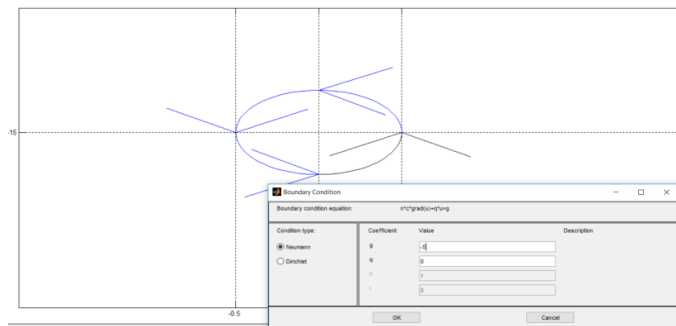 -15
Boundary Condition
Boundary condition equation: n*c*grad(u)+q*u=g
Condition type: Coefficient Value Description
Neumann g -5
Dirichlet q
1
0
OK Cancel
-0.5